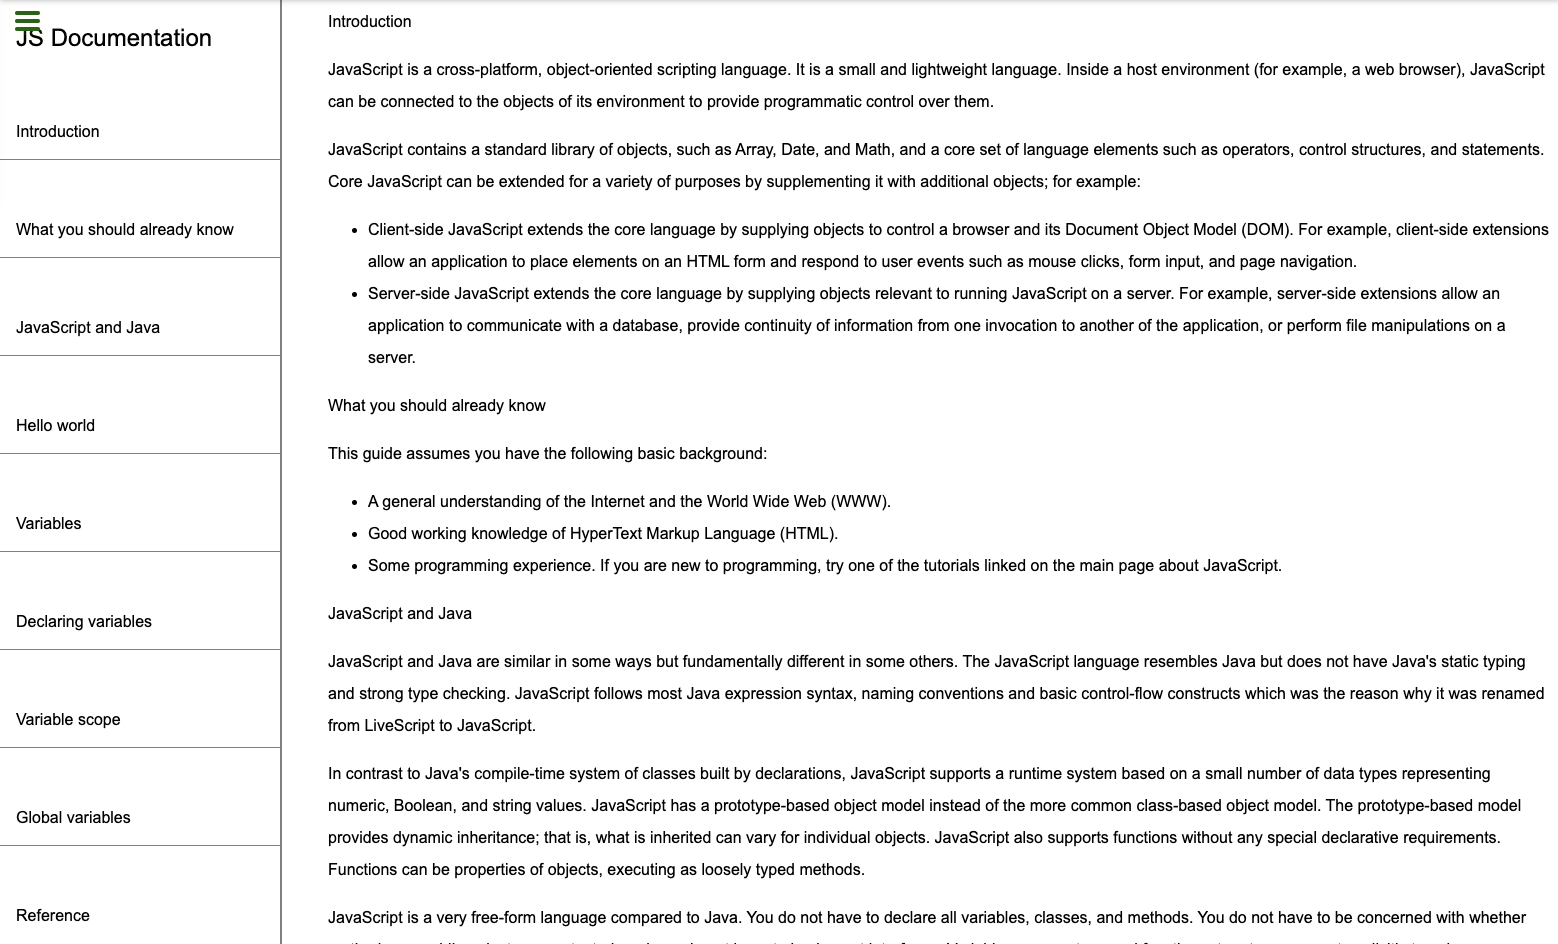 JS Documentation
Introduction
What you should already know
JavaScript and Java
Hello world
Variables
Declaring variables
Variable scope
Global variables
Reference
Introduction
JavaScript is a cross-platform, object-oriented scripting language. It is a small and lightweight language. Inside a host environment (for example, a web browser), JavaScript
can be connected to the objects of its environment to provide programmatic control over them.
JavaScript contains a standard library of objects, such as Array, Date, and Math, and a core set of language elements such as operators, control structures, and statements.
Core JavaScript can be extended for a variety of purposes by supplementing it with additional objects; for example:
• Client-side JavaScript extends the core language by supplying objects to control a browser and its Document Object Model (DOM). For example, client-side extensions
allow an application to place elements on an HTML form and respond to user events such as mouse clicks, form input, and page navigation.
• Server-side JavaScript extends the core language by supplying objects relevant to running JavaScript on a server. For example, server-side extensions allow an
application to communicate with a database, provide continuity of information from one invocation to another of the application, or perform file manipulations on a
server.
What you should already know
This guide assumes you have the following basic background:
• A general understanding of the Internet and the World Wide Web (WWW).
• Good working knowledge of HyperText Markup Language (HTML).
• Some programming experience. If you are new to programming, try one of the tutorials linked on the main page about JavaScript.
JavaScript and Java
JavaScript and Java are similar in some ways but fundamentally different in some others. The JavaScript language resembles Java but does not have Java's static typing
and strong type checking. JavaScript follows most Java expression syntax, naming conventions and basic control-flow constructs which was the reason why it was renamed
from LiveScript to JavaScript.
In contrast to Java's compile-time system of classes built by declarations, JavaScript supports a runtime system based on a small number of data types representing
numeric, Boolean, and string values. JavaScript has a prototype-based object model instead of the more common class-based object model. The prototype-based model
provides dynamic inheritance; that is, what is inherited can vary for individual objects. JavaScript also supports functions without any special declarative requirements.
Functions can be properties of objects, executing as loosely typed methods.
JavaScript is a very free-form language compared to Java. You do not have to declare all variables, classes, and methods. You do not have to be concerned with whether